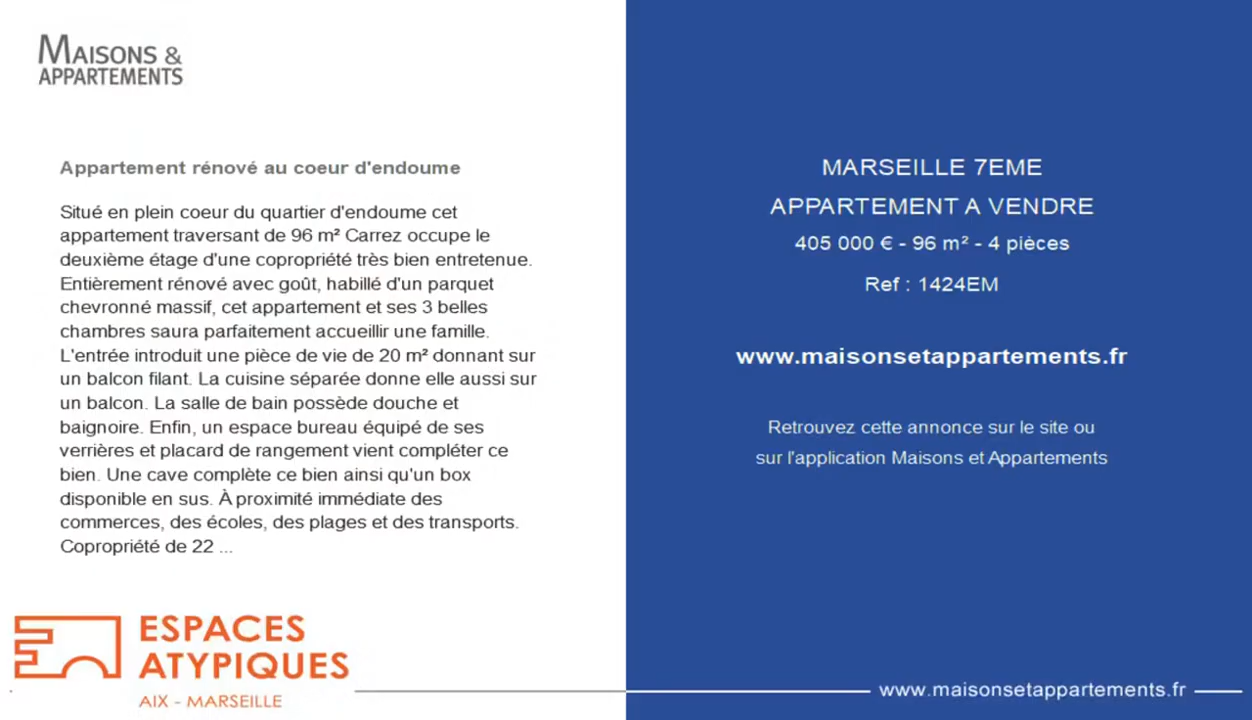 MAISONS &
APPARTEMENTS
Appartement rénové au coeur d'endoume
Situé en plein coeur du quartier d'endoume cet
appartement traversant de 96 m² Carrez occupe le
deuxième étage d'une copropriété très bien entretenue.
Entièrement rénové avec goût, habillé d'un parquet
chevronné massif, cet appartement et ses 3 belles
chambres saura parfaitement accueillir une famille.
L'entrée introduit une pièce de vie de 20 m² donnant sur
un balcon filant. La cuisine séparée donne elle aussi sur
un balcon. La salle de bain possède douche et
baignoire. Enfin, un espace bureau équipé de ses
verrières et placard de rangement vient compléter ce
bien. Une cave complète ce bien ainsi qu'un box
disponible en sus. À proximité immédiate des
commerces, des écoles, des plages et des transports.
Copropriété de 22 ...
ESPACES
ATYPIQUES
AIX - MARSEILLE
MARSEILLE 7EME
APPARTEMENT A VENDRE
405 000 € - 96 m² - 4 pièces
Ref : 1424EM
www.maisonsetappartements.fr
Retrouvez cette annonce sur le site ou
sur l'application Maisons et Appartements
www.maisonsetappartements.fr